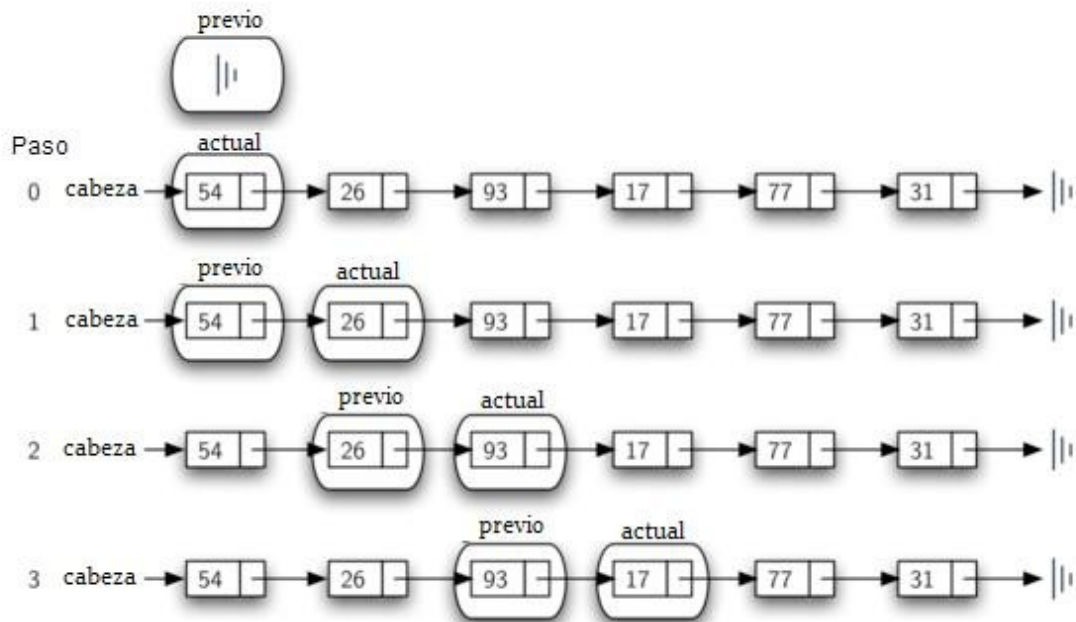 previo
Paso
actual
0 cabeza 54 26 93 17 77 31
previo actual
1 cabeza 54 26 93 17 77 31
previo actual
2 cabeza 54 26 93 17 77 31
previo actual
3 cabeza 54 26 93 17 77 31